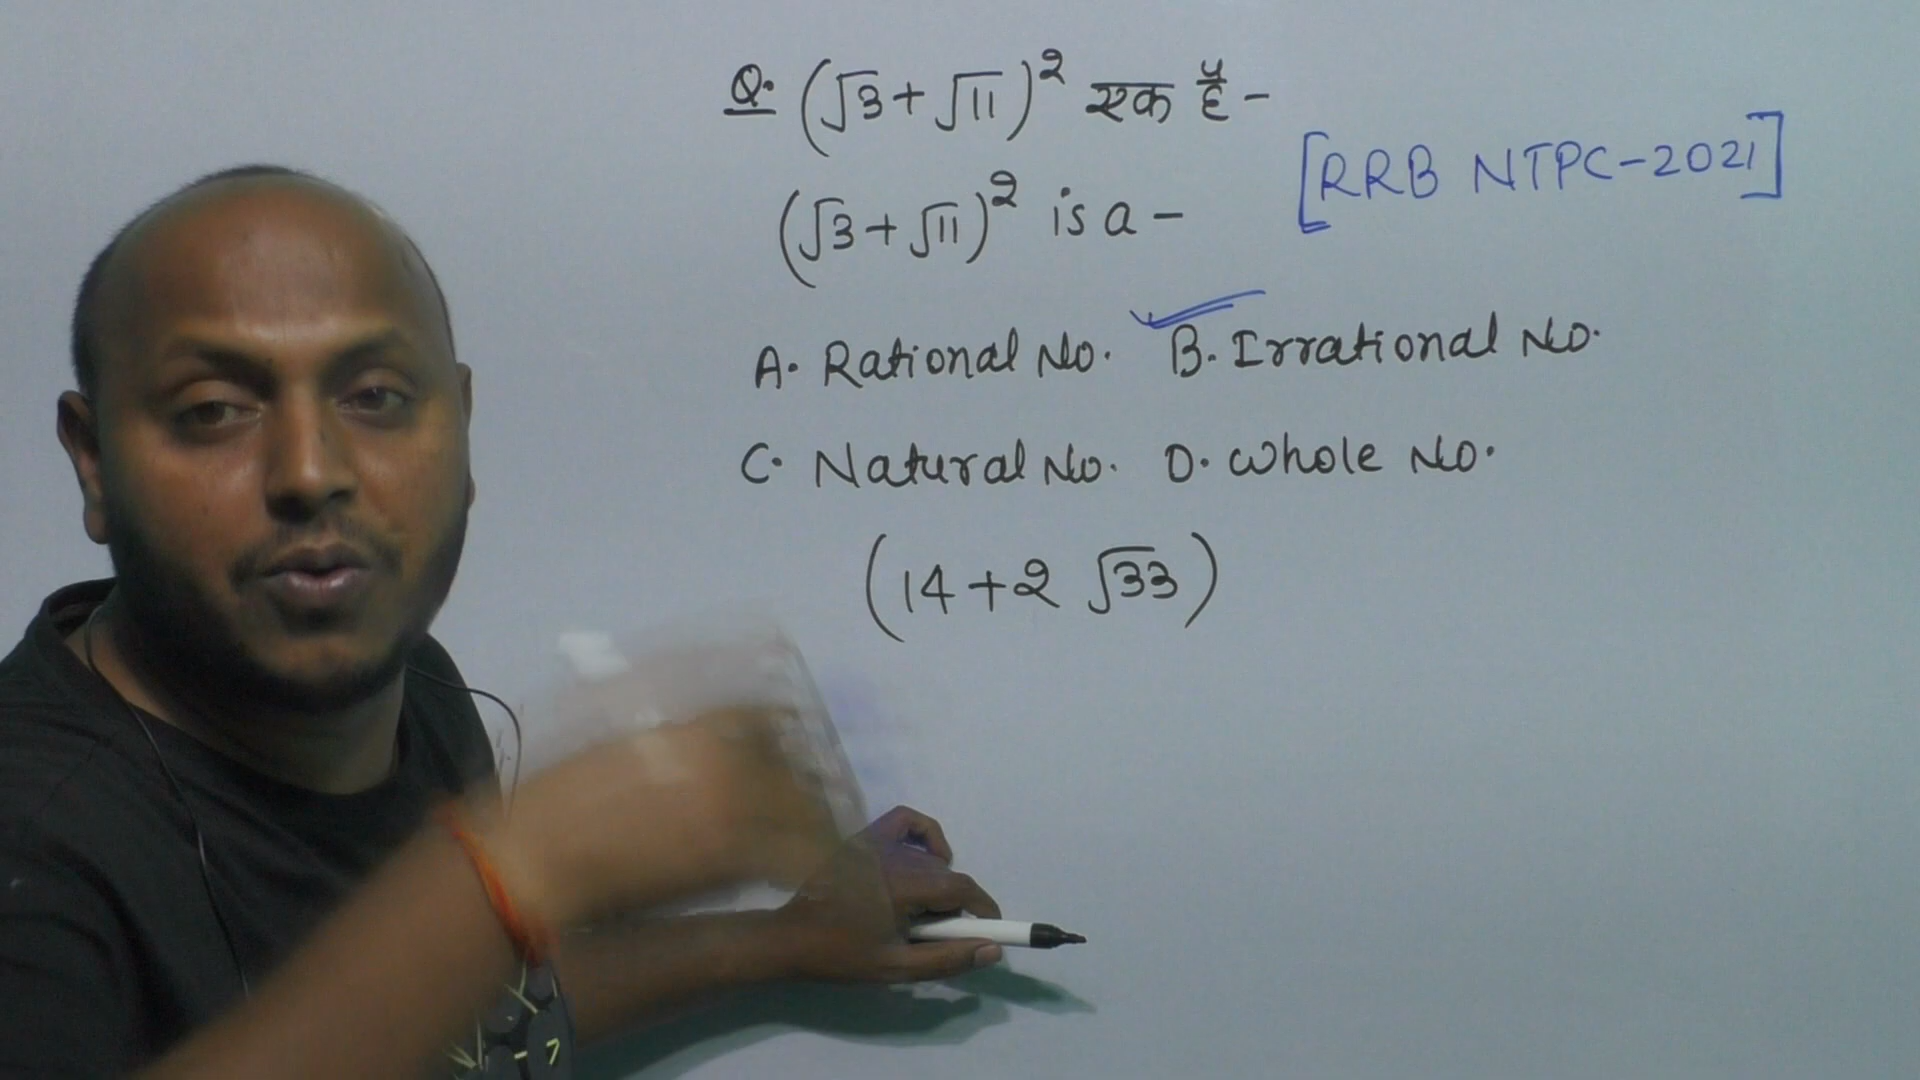 Q. (√3+√11)² एक है -
[RRB NTPC-2021]
(√3+√11)² is a -
A. Rational No. B. Irrational No.
C. Natural No. D. Whole No.
(14+2√33)